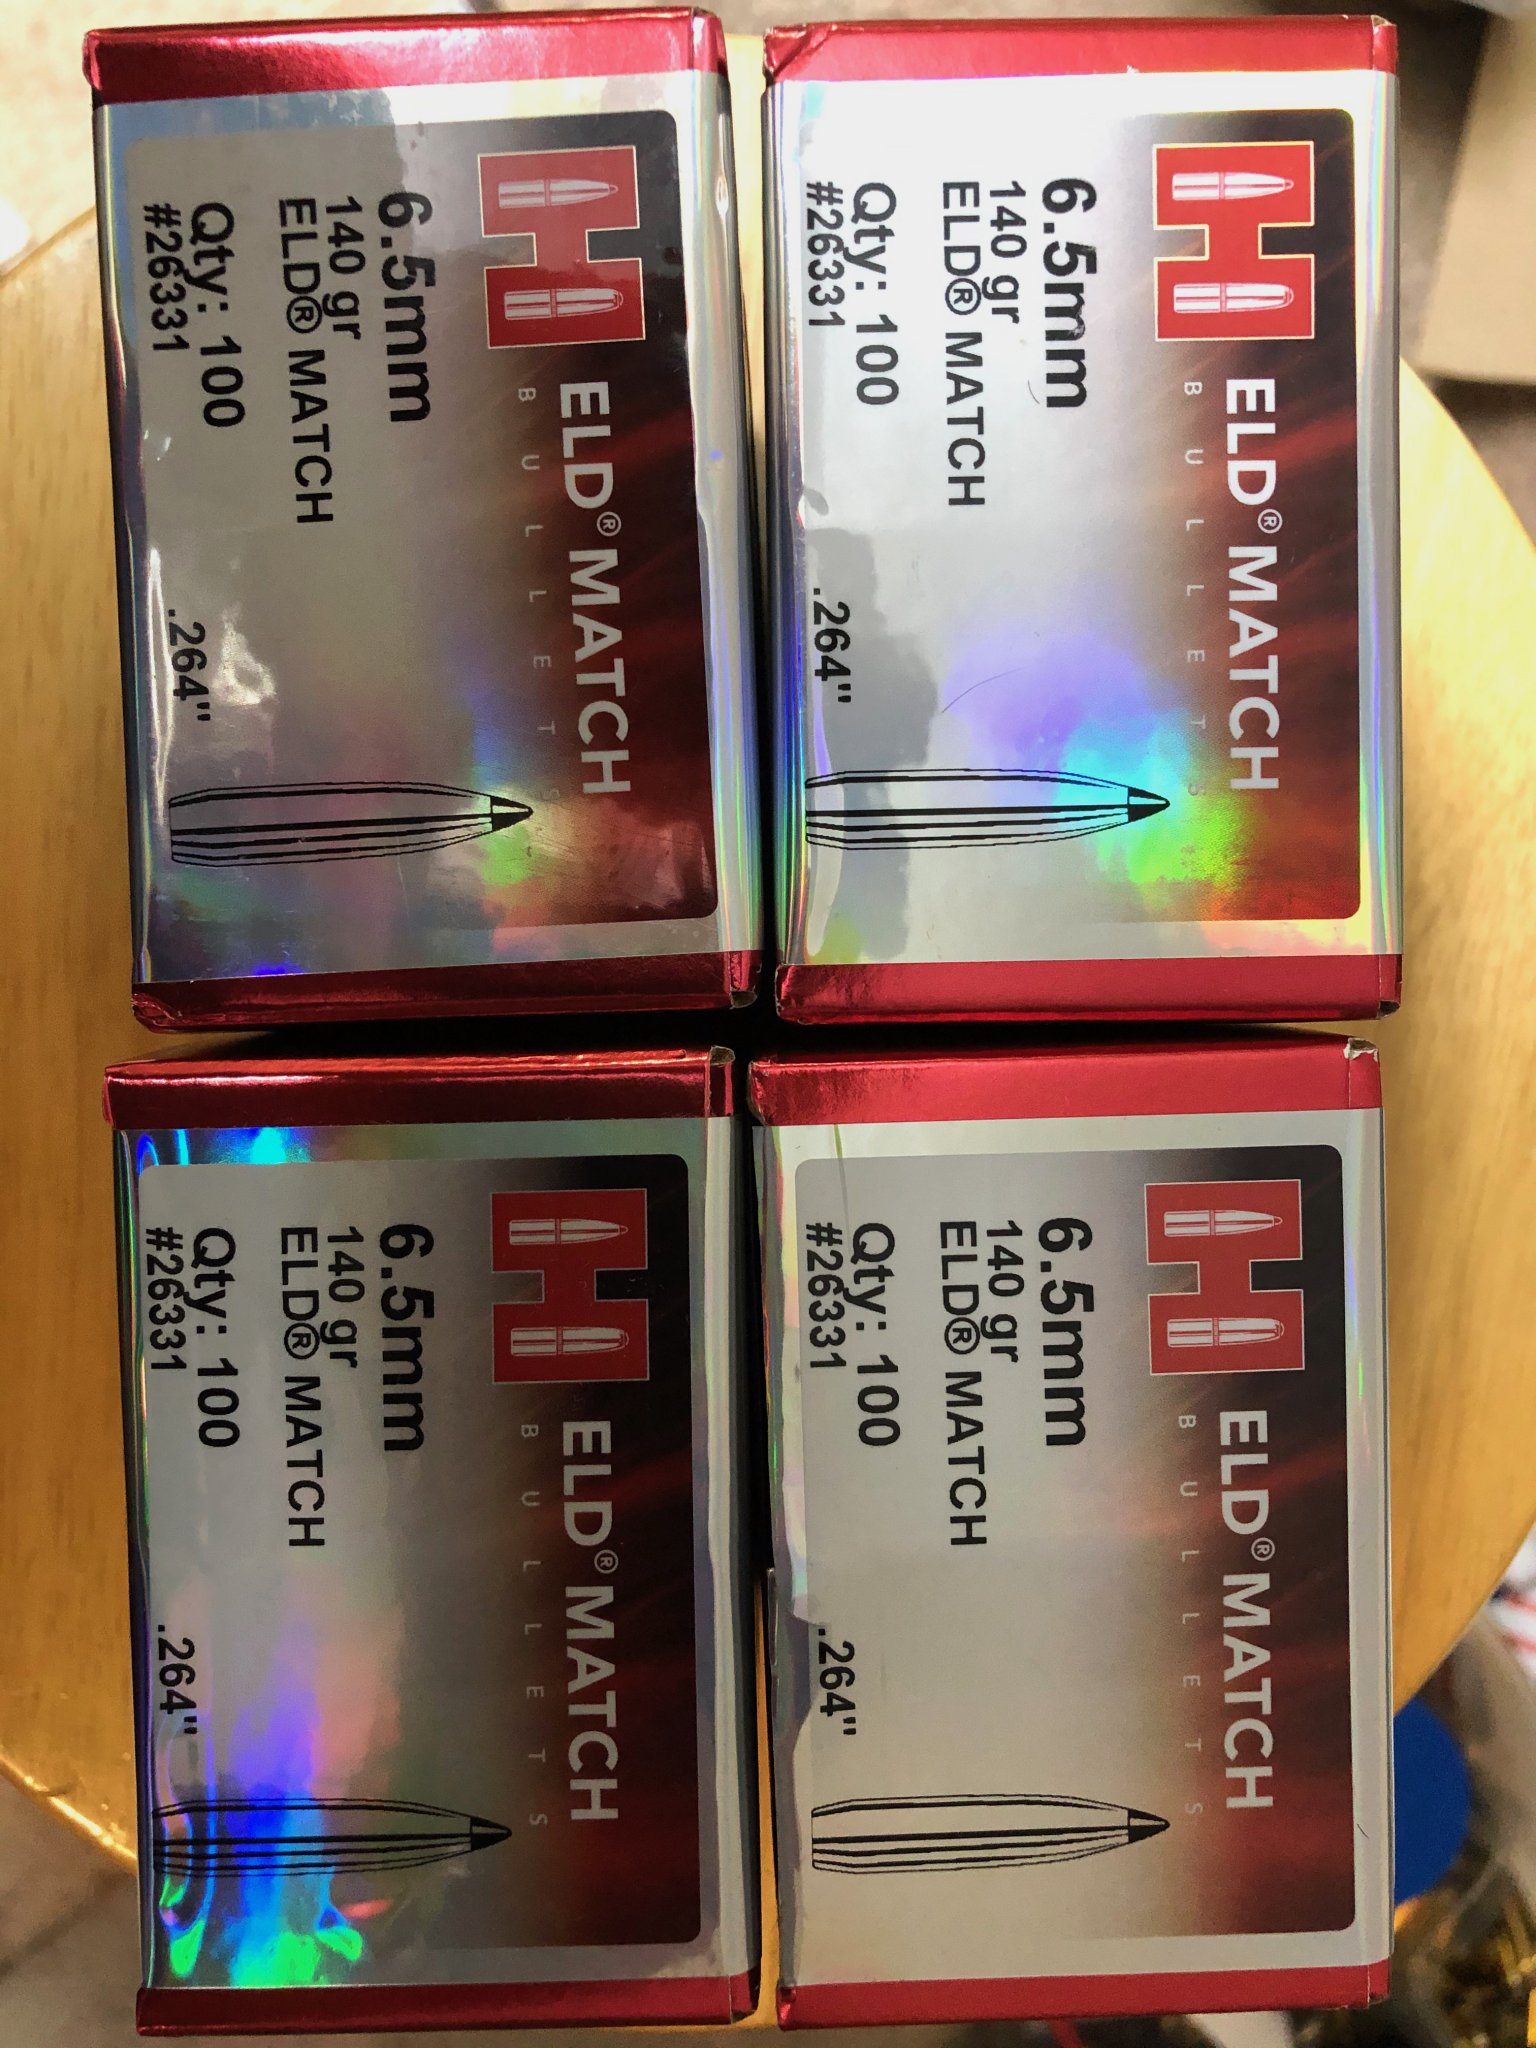 ELD® MATCH
BULLETS
6.5mm
140 gr
ELD® MATCH
Qty: 100
#26331
.264"
ELD® MATCH
BULLETS
6.5mm
140 gr
ELD® MATCH
Qty: 100
#26331
.264"
ELD® MATCH
BULLETS
6.5mm
140 gr
ELD® MATCH
Qty: 100
#26331
.264"
ELD® MATCH
BULLETS
6.5mm
140 gr
ELD® MATCH
Qty: 100
#26331
.264"